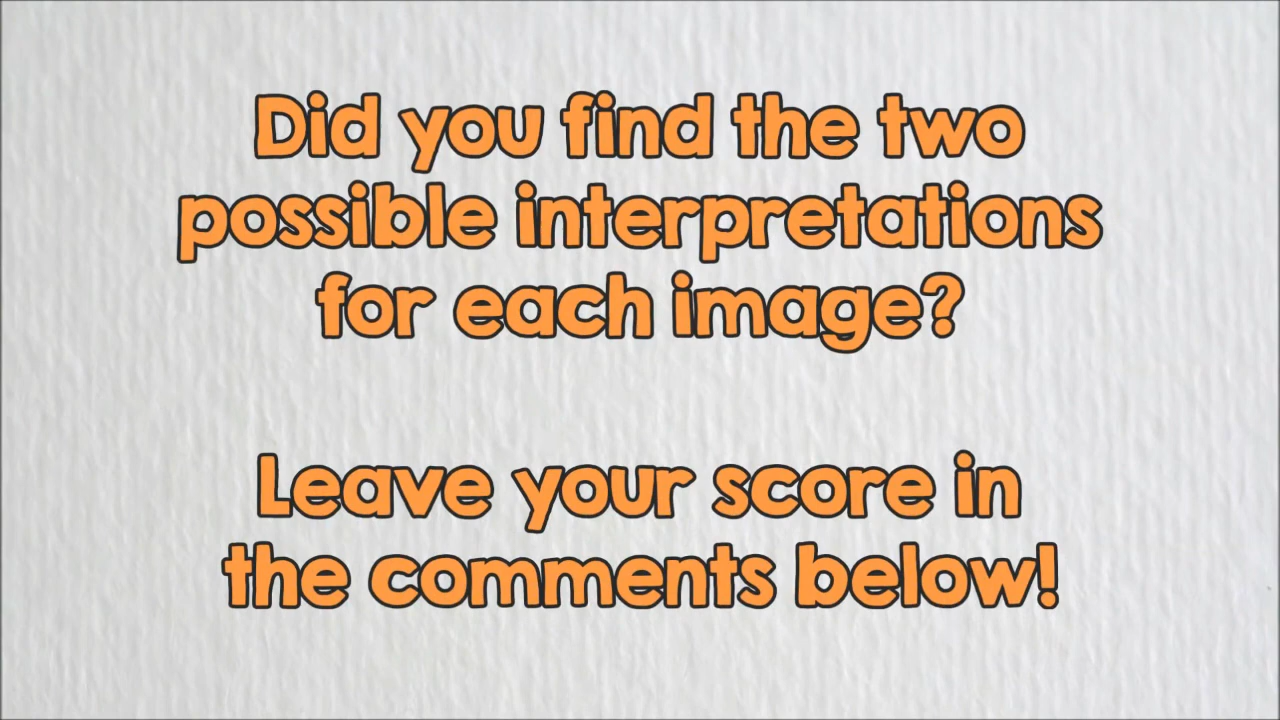 Did you find the two
possible interpretations
for each image?
Leave your score in
the comments below!